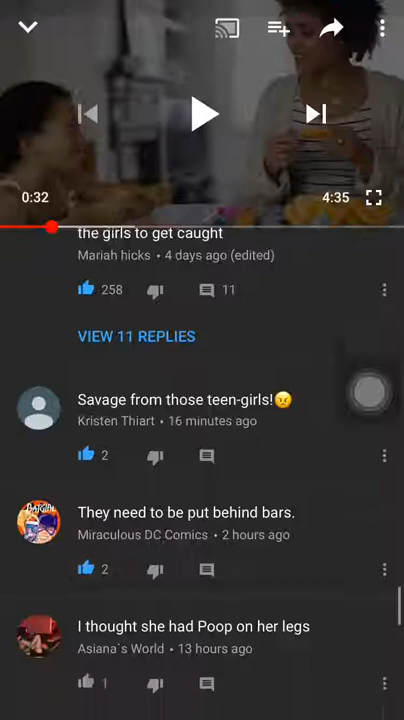 0:32
4:35
the girls to get caught
Mariah hicks • 4 days ago (edited)
258
11
VIEW 11 REPLIES
Savage from those teen-girls!😠
Kristen Thiart • 16 minutes ago
2
They need to be put behind bars.
Miraculous DC Comics • 2 hours ago
2
I thought she had Poop on her legs
Asiana`s World • 13 hours ago
1